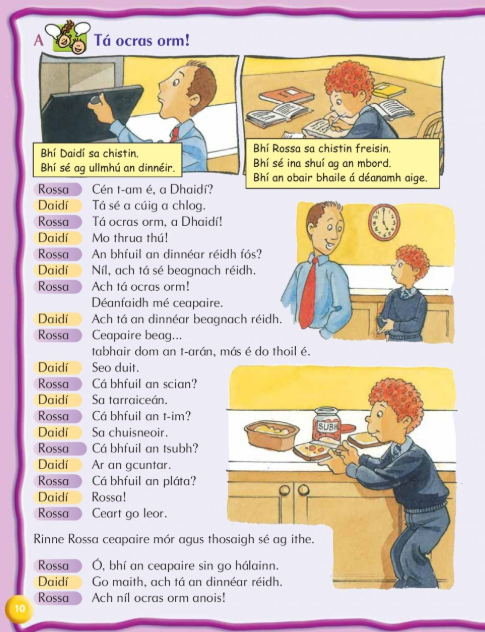 A Tá ocras orm!
Bhí Daidí sa chistin.
Bhí sé ag ullmhú an dinnéir.
Bhí Rossa sa chistin freisin.
Bhí sé ina shuí ag an mbord.
Bhí an obair bhaile á déanamh aige.
Rossa Cén t-am é, a Dhaidí?
Daidí Tá sé a cúig a chlog.
Rossa Tá ocras orm, a Dhaidí!
Daidí Mo thrua thú!
Rossa An bhfuil an dinnéar réidh fós?
Daidí Níl, ach tá sé beagnach réidh.
Rossa Ach tá ocras orm!
Déanfaidh mé ceapaire.
Daidí Ach tá an dinnéar beagnach réidh.
Rossa Ceapaire beag...
tabhair dom an t-arán, más é do thoil é.
Daidí Seo duit.
Rossa Cá bhfuil an scian?
Daidí Sa tarraiceán.
Rossa Cá bhfuil an t-im?
Daidí Sa chuisneoir.
Rossa Cá bhfuil an tsubh?
Daidí Ar an gcuntar.
Rossa Cá bhfuil an pláta?
Daidí Rossa!
Rossa Ceart go leor.
SUBH
Rinne Rossa ceapaire mór agus thosaigh sé ag ithe.
Rossa Ó, bhí an ceapaire sin go hálainn.
Daidí Go maith, ach tá an dinnéar réidh.
Rossa Ach níl ocras orm anois!
10